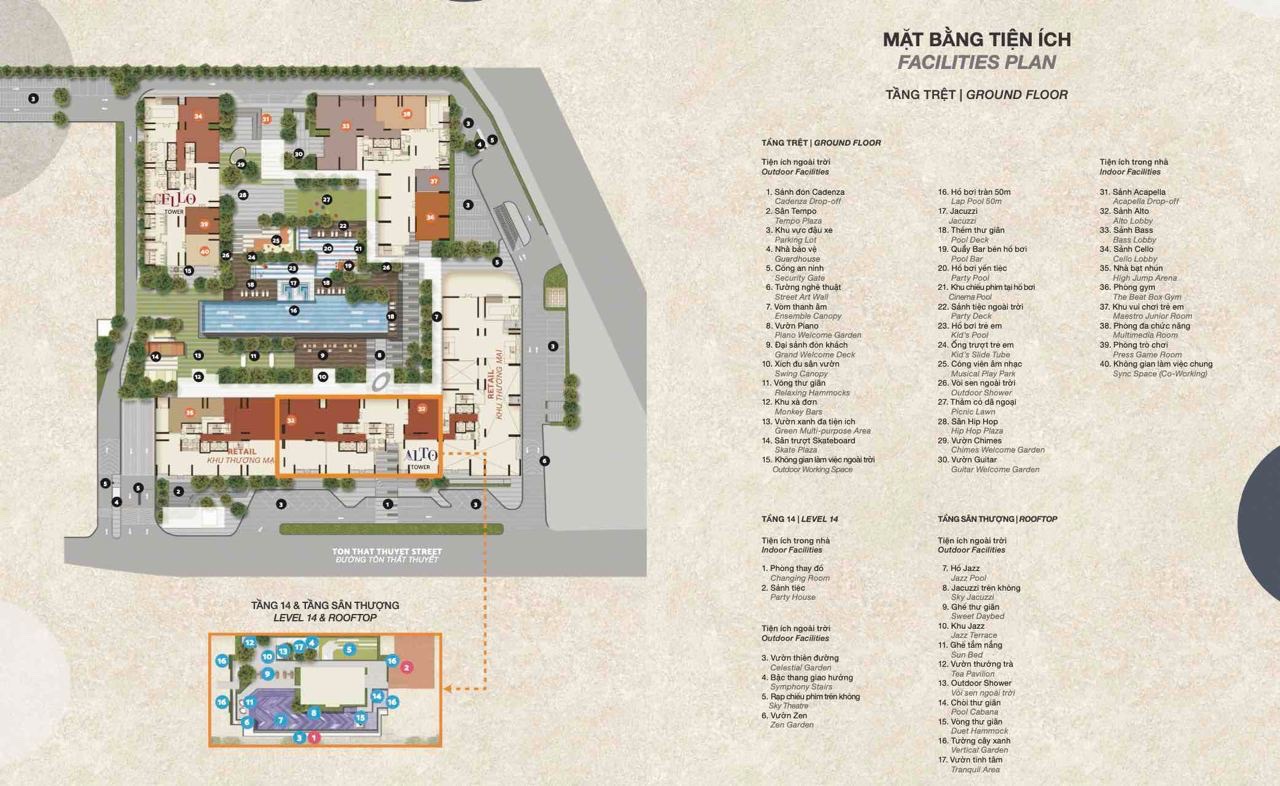 MẶT BẰNG TIỆN ÍCH
FACILITIES PLAN
TẦNG TRỆT | GROUND FLOOR
CELLO
TOWER
RETAIL
KHU THƯƠNG MẠI
RETAIL
KHU THƯƠNG MẠI
ALTO
TOWER
TON THAT THUYET STREET
ĐƯỜNG TÔN THẤT THUYẾT
TẦNG 14 & TẦNG SÂN THƯỢNG
LEVEL 14 & ROOFTOP
TẦNG TRỆT | GROUND FLOOR
Tiện ích ngoài trời
Outdoor Facilities
1. Sảnh đón Cadenza
Cadenza Drop-off
2. Sân Tempo
Tempo Plaza
3. Khu vực đậu xe
Parking Lot
4. Nhà bảo vệ
Guardhouse
5. Cổng an ninh
Security Gate
6. Tường nghệ thuật
Street Art Wall
7. Vòm thanh âm
Ensemble Canopy
8. Vườn Piano
Piano Welcome Garden
9. Đại sảnh đón khách
Grand Welcome Deck
10. Xích đu sân vườn
Swing Canopy
11. Võng thư giãn
Relaxing Hammocks
12. Khu xà đơn
Monkey Bars
13. Vườn xanh đa tiện ích
Green Multi-purpose Area
14. Sân trượt Skateboard
Skate Plaza
15. Không gian làm việc ngoài trời
Outdoor Working Space
16. Hồ bơi tràn 50m
Lap Pool 50m
17. Jacuzzi
Jacuzzi
18. Thềm thư giãn
Pool Deck
19. Quầy Bar bên hồ bơi
Pool Bar
20. Hồ bơi yến tiệc
Party Pool
21. Khu chiếu phim tại hồ bơi
Cinema Pool
22. Sảnh tiệc ngoài trời
Party Deck
23. Hồ bơi trẻ em
Kid's Pool
24. Ống trượt trẻ em
Kid's Slide Tube
25. Công viên âm nhạc
Musical Play Park
26. Vòi sen ngoài trời
Outdoor Shower
27. Thảm cỏ dã ngoại
Picnic Lawn
28. Sân Hip Hop
Hip Hop Plaza
29. Vườn Chimes
Chimes Welcome Garden
30. Vườn Guitar
Guitar Welcome Garden
Tiện ích trong nhà
Indoor Facilities
31. Sảnh Acapella
Acapella Drop-off
32. Sảnh Alto
Alto Lobby
33. Sảnh Bass
Bass Lobby
34. Sảnh Cello
Cello Lobby
35. Nhà bạt nhún
High Jump Arena
36. Phòng gym
The Beat Box Gym
37. Khu vui chơi trẻ em
Maestro Junior Room
38. Phòng đa chức năng
Multimedia Room
39. Phòng trò chơi
Press Game Room
40. Không gian làm việc chung
Sync Space (Co-Working)
TẦNG 14 | LEVEL 14
Tiện ích trong nhà
Indoor Facilities
1. Phòng thay đồ
Changing Room
2. Sảnh tiệc
Party House
Tiện ích ngoài trời
Outdoor Facilities
3. Vườn thiên đường
Celestial Garden
4. Bậc thang giao hưởng
Symphony Stairs
5. Rạp chiếu phim trên không
Sky Theatre
6. Vườn Zen
Zen Garden
TẦNG SÂN THƯỢNG | ROOFTOP
Tiện ích ngoài trời
Outdoor Facilities
7. Hồ Jazz
Jazz Pool
8. Jacuzzi trên không
Sky Jacuzzi
9. Ghế thư giãn
Sweet Daybed
10. Khu Jazz
Jazz Terrace
11. Ghế tắm nắng
Sun Bed
12. Vườn thưởng trà
Tea Pavilion
13. Outdoor Shower
Vòi sen ngoài trời
14. Chòi thư giãn
Pool Cabana
15. Võng thư giãn
Duet Hammock
16. Tường cây xanh
Vertical Garden
17. Vườn tịnh tâm
Tranquil Area